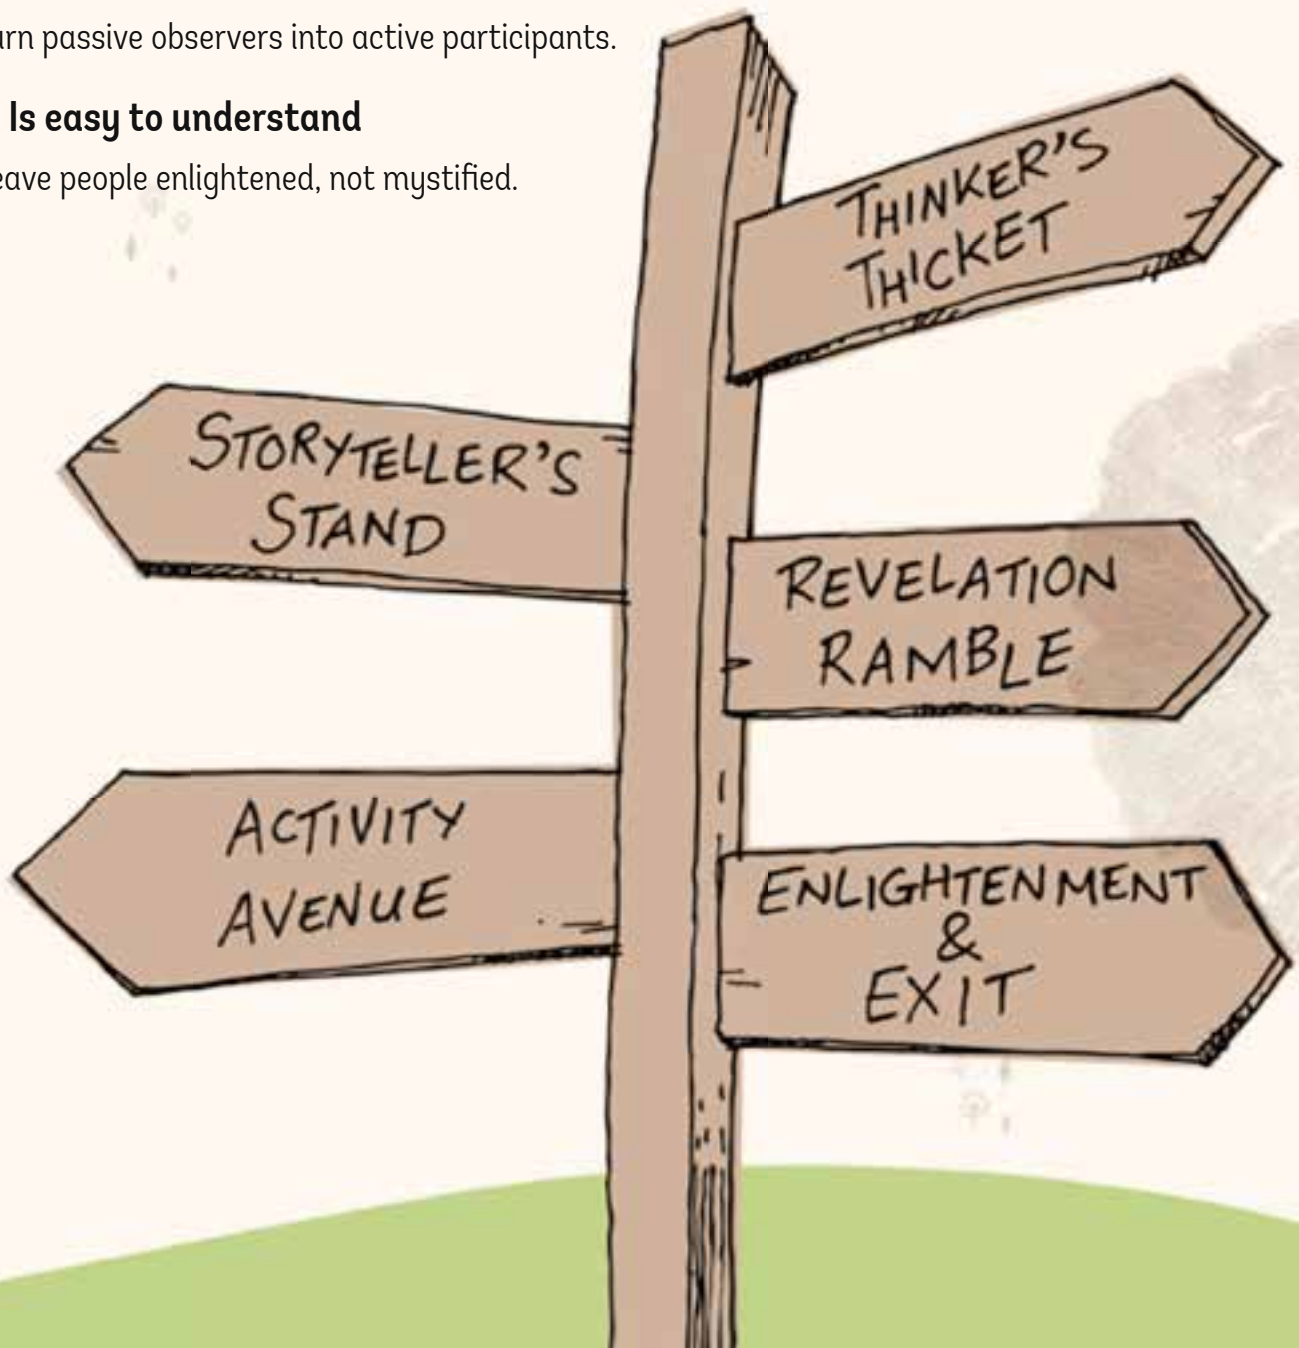 urn passive observers into active participants.
Is easy to understand
eave people enlightened, not mystified.
THINKER'S
THICKET
STORYTELLER'S
STAND
REVELATION
RAMBLE
ACTIVITY
AVENUE
ENLIGHTENMENT
&
EXIT